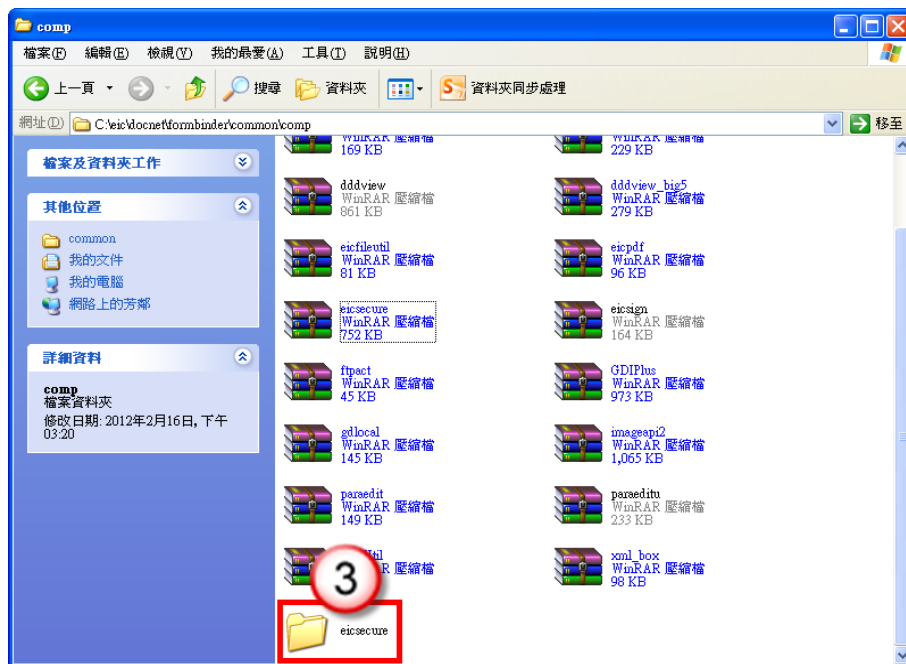 comp
檔案(F) 編輯(E) 檢視(V) 我的最愛(A) 工具(T) 說明(H)
上一頁 搜尋 資料夾 資料夾同步處理
網址(D) C:\eic\docnet\formbinder\common\comp 移至
檔案及資料夾工作
其他位置
common
我的文件
我的電腦
網路上的芳鄰
詳細資料
comp
檔案資料夾
修改日期: 2012年2月16日, 下午
03:20
WinRAR 壓縮檔
169 KB
WinRAR 壓縮檔
229 KB
dddview
WinRAR 壓縮檔
861 KB
dddview_big5
WinRAR 壓縮檔
279 KB
eicfileutil
WinRAR 壓縮檔
81 KB
eicpdf
WinRAR 壓縮檔
96 KB
eicsecure
WinRAR 壓縮檔
752 KB
eicsign
WinRAR 壓縮檔
164 KB
ftpact
WinRAR 壓縮檔
45 KB
GDIPlus
WinRAR 壓縮檔
973 KB
gdlocal
WinRAR 壓縮檔
145 KB
imageapi2
WinRAR 壓縮檔
1,065 KB
paraedit
WinRAR 壓縮檔
149 KB
paraeditu
WinRAR 壓縮檔
233 KB
壓縮檔
xml_box
WinRAR 壓縮檔
98 KB
3
eicsecure